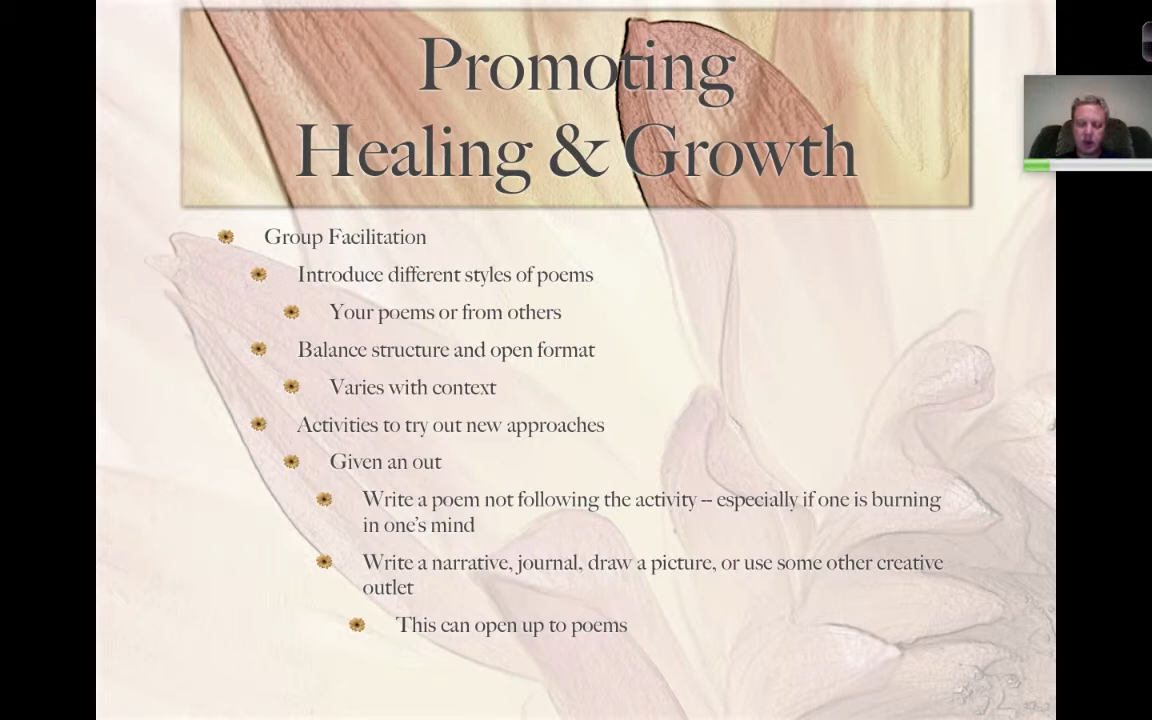 Promoting
Healing & Growth
Group Facilitation
Introduce different styles of poems
Your poems or from others
Balance structure and open format
Varies with context
Activities to try out new approaches
Given an out
Write a poem not following the activity – especially if one is burning
in one's mind
Write a narrative, journal, draw a picture, or use some other creative
outlet
This can open up to poems